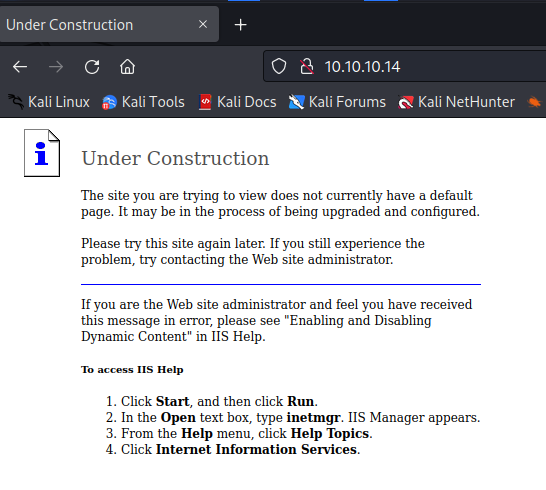 Under Construction
10.10.10.14
Kali Linux Kali Tools Kali Docs Kali Forums Kali NetHunter
Under Construction
The site you are trying to view does not currently have a default
page. It may be in the process of being upgraded and configured.
Please try this site again later. If you still experience the
problem, try contacting the Web site administrator.
If you are the Web site administrator and feel you have received
this message in error, please see "Enabling and Disabling
Dynamic Content" in IIS Help.
To access IIS Help
1. Click Start, and then click Run.
2. In the Open text box, type inetmgr. IIS Manager appears.
3. From the Help menu, click Help Topics.
4. Click Internet Information Services.